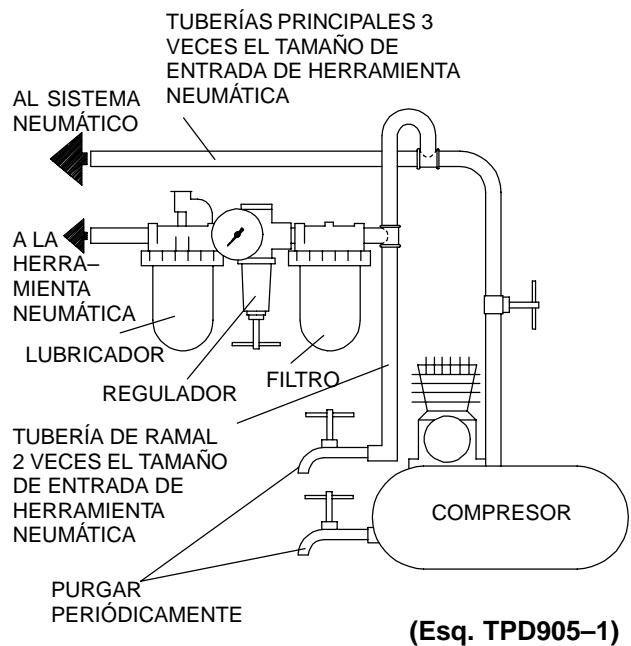 TUBERÍAS PRINCIPALES 3
VECES EL TAMAÑO DE
ENTRADA DE HERRAMIENTA
NEUMÁTICA
AL SISTEMA
NEUMÁTICO
A LA
HERRA–
MIENTA
NEUMÁTICA
LUBRICADOR
REGULADOR
FILTRO
TUBERÍA DE RAMAL
2 VECES EL TAMAÑO
DE ENTRADA DE
HERRAMIENTA
NEUMÁTICA
COMPRESOR
PURGAR
PERIÓDICAMENTE
(Esq. TPD905–1)